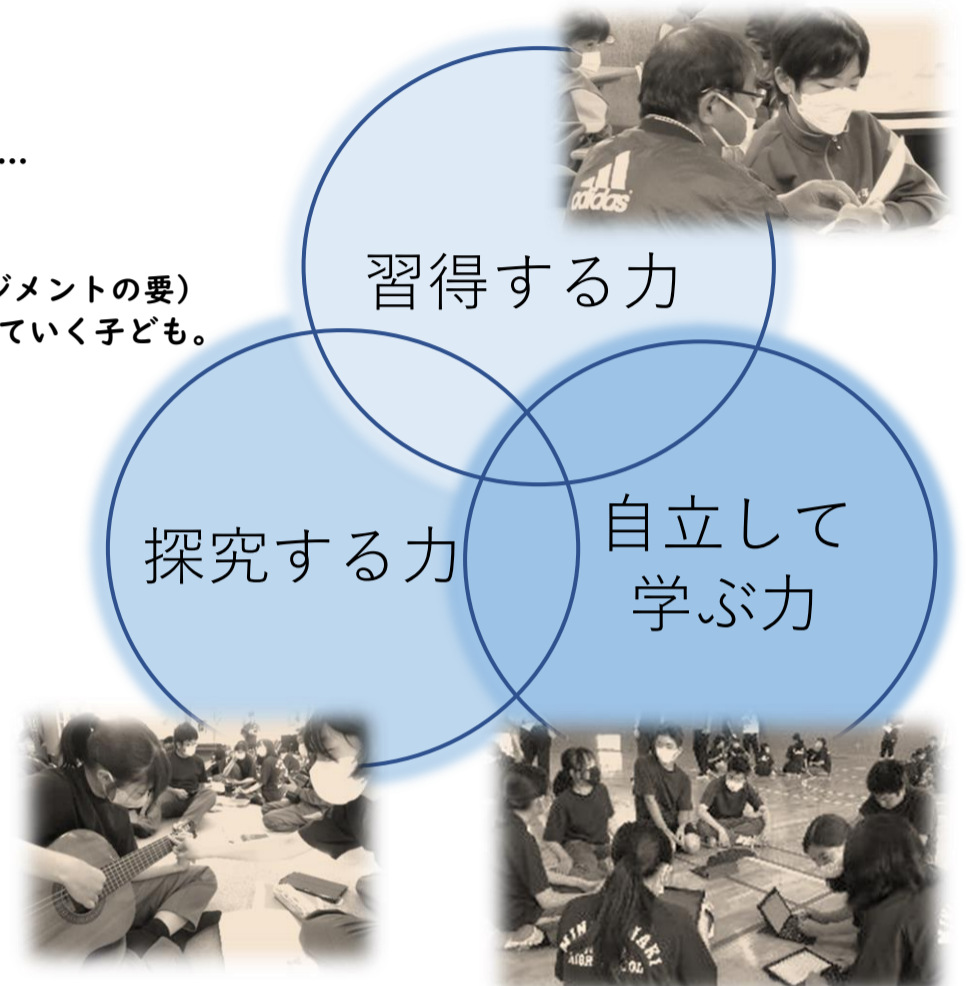 …
ジメントの要）
ていく子ども。
習得する力
探究する力
自立して
学ぶ力
adidas